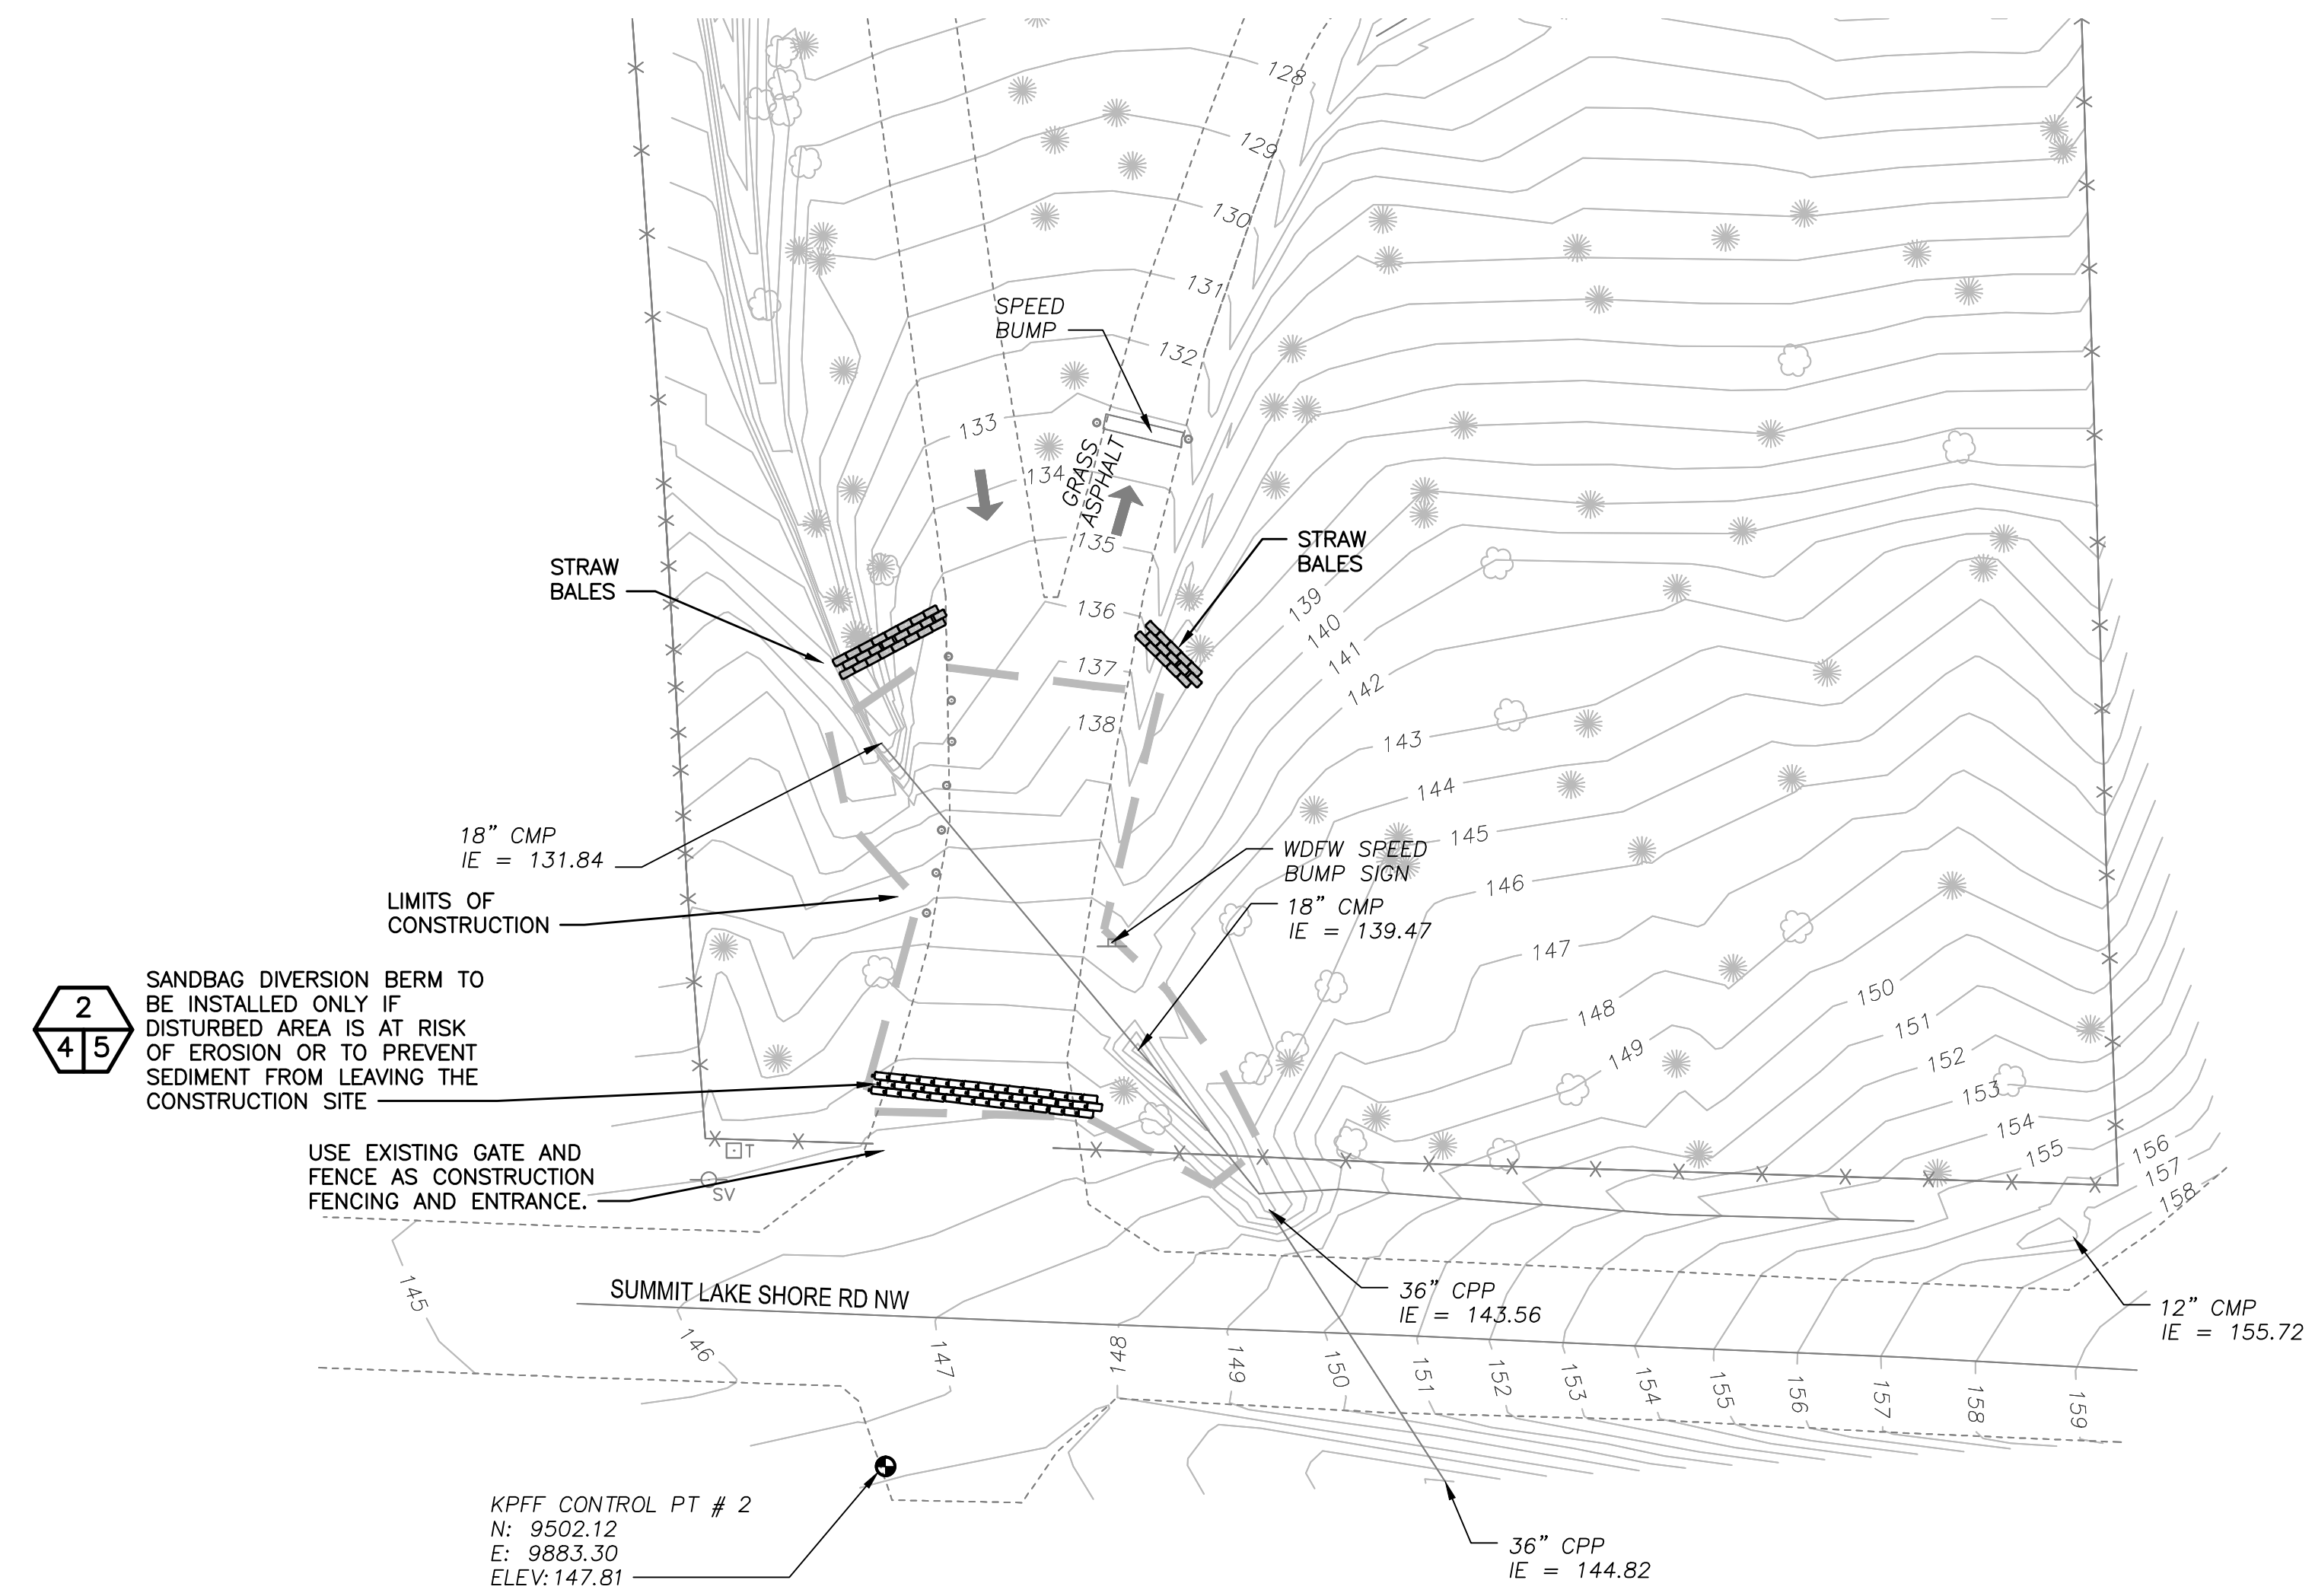 128
129
130
131
SPEED
BUMP
132
133
134
GRASS
ASPHALT
135
STRAW
BALES
STRAW
BALES
136
139
140
141
142
137
138
143
144
145
18" CMP
IE = 131.84
WDFW SPEED
BUMP SIGN
146
LIMITS OF
CONSTRUCTION
18" CMP
IE = 139.47
147
148
149
150
151
152
153
154
155
156
157
158
2
4 5
SANDBAG DIVERSION BERM TO
BE INSTALLED ONLY IF
DISTURBED AREA IS AT RISK
OF EROSION OR TO PREVENT
SEDIMENT FROM LEAVING THE
CONSTRUCTION SITE
T
USE EXISTING GATE AND
FENCE AS CONSTRUCTION
FENCING AND ENTRANCE.
SV
145
SUMMIT LAKE SHORE RD NW
36" CPP
IE = 143.56
12" CMP
IE = 155.72
146
147
148
149
150
151
152
153
154
155
156
157
158
159
KPFF CONTROL PT # 2
N: 9502.12
E: 9883.30
ELEV:147.81
36" CPP
IE = 144.82